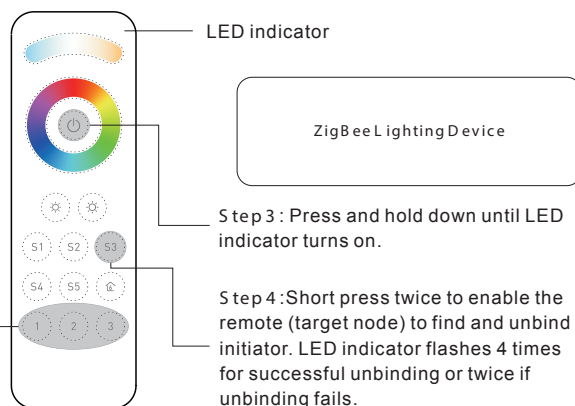 LED indicator
ZigBee Lighting Device
Step 3: Press and hold down until LED
indicator turns on.
S1 S2 S3
S4 S5
1 2 3
Step 4: Short press twice to enable the
remote (target node) to find and unbind
initiator. LED indicator flashes 4 times
for successful unbinding or twice if
unbinding fails.